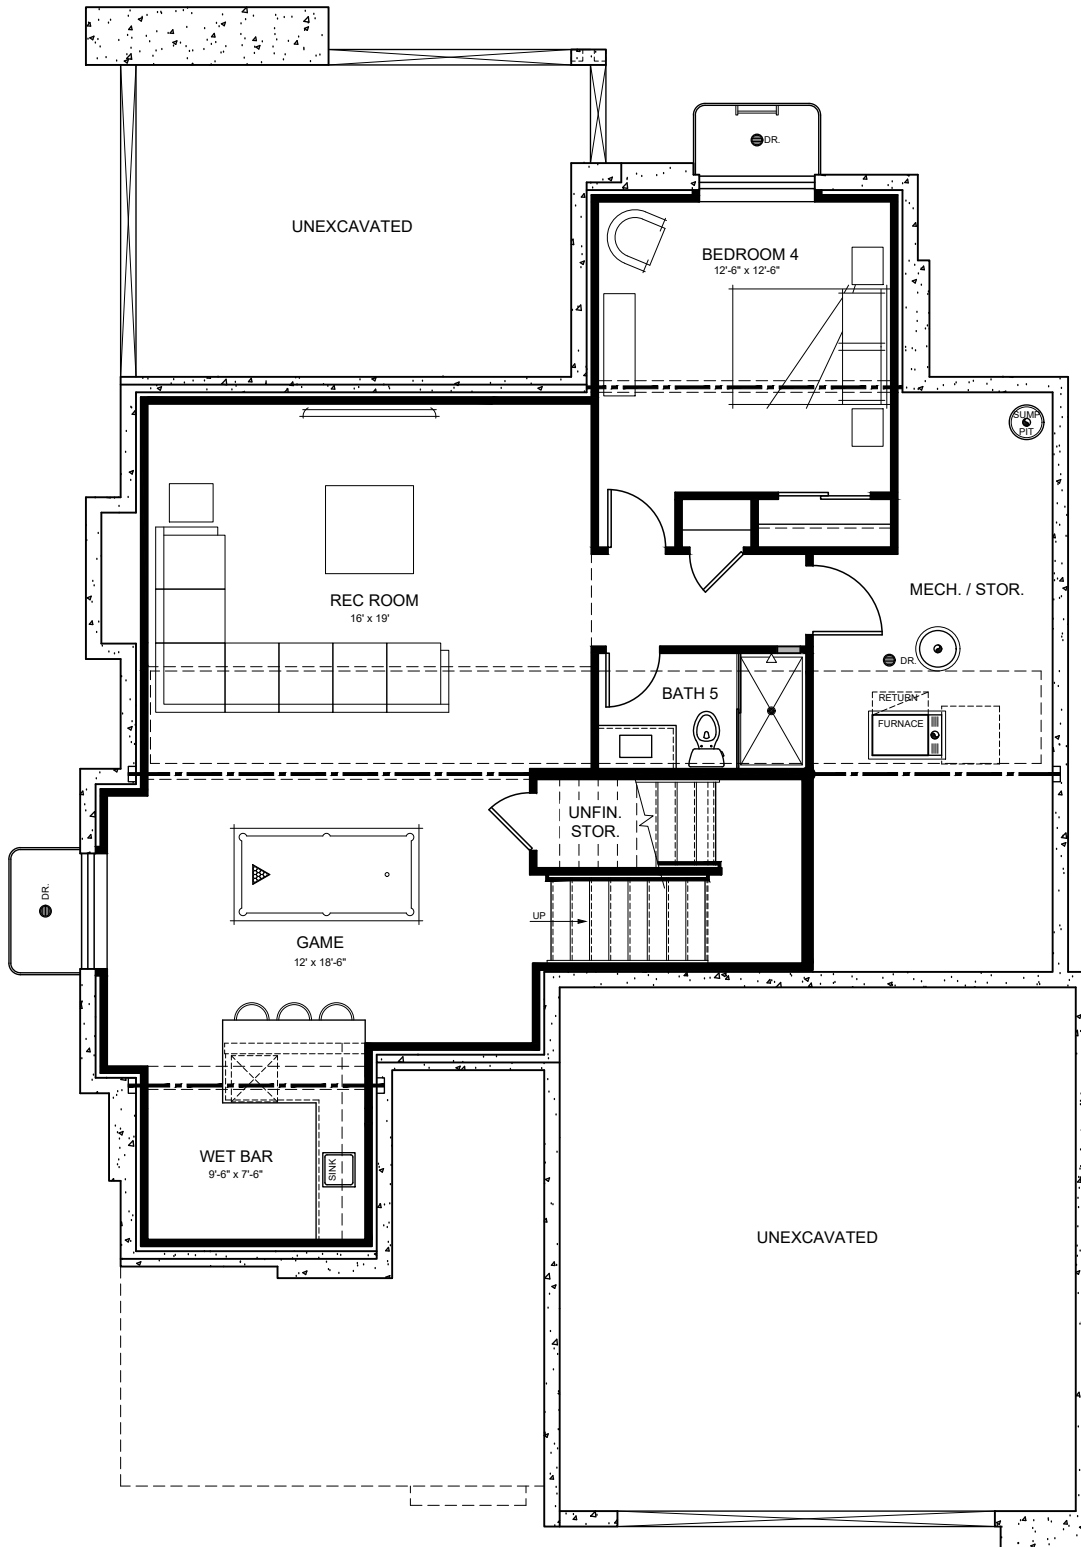 DR.
UNEXCAVATED
BEDROOM 4
12'-6" x 12'-6"
SUMP
PIT
REC ROOM
16' x 19'
MECH. / STOR.
DR.
BATH 5
RETURN
FURNACE
UNFIN.
STOR.
DR.
UP
GAME
12' x 18'-6"
WET BAR
9'-6" x 7'-6"
SINK
UNEXCAVATED